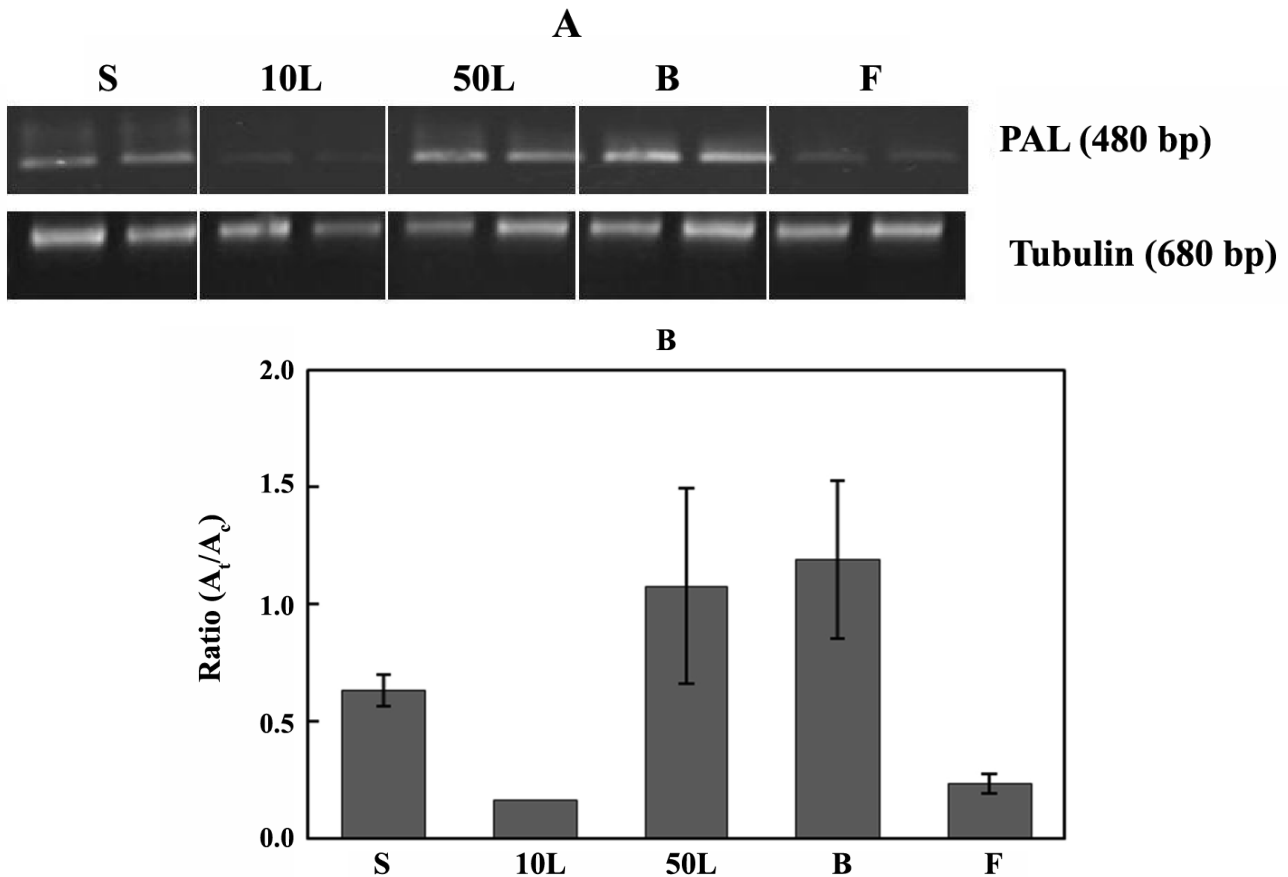 A
S 10L 50L B F
PAL (480 bp)
Tubulin (680 bp)
B
2.0
1.5
1.0
0.5
0.0
Ratio (At/Ac)
S 10L 50L B F